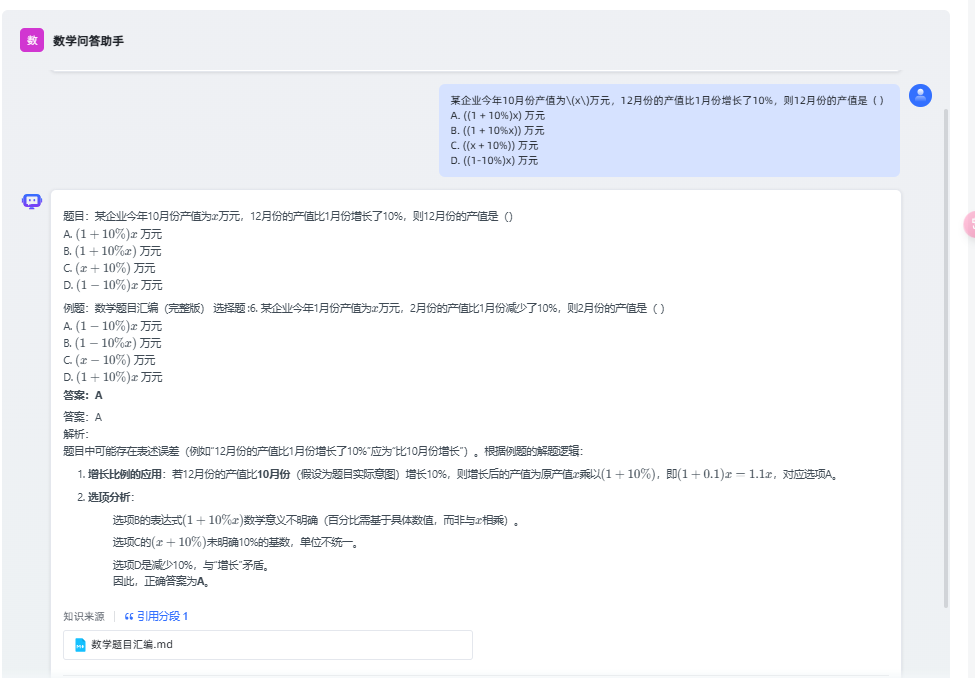 数 数学问答助手
某企业今年10月份产值为\(x\)万元，12月份的产值比1月份增长了10%，则12月份的产值是（ ）
A. ((1 + 10%)x) 万元
B. ((1 + 10%x)) 万元
C. ((x + 10%)) 万元
D. ((1-10%)x) 万元
题目：某企业今年10月份产值为x万元，12月份的产值比1月份增长了10%，则12月份的产值是（）
A. (1 + 10%)x 万元
B. (1 + 10%x) 万元
C. (x + 10%) 万元
D. (1 − 10%)x 万元
例题：数学题目汇编（完整版） 选择题:6. 某企业今年1月份产值为x万元，2月份的产值比1月份减少了10%，则2月份的产值是（ ）
A. (1 − 10%)x 万元
B. (1 − 10%x) 万元
C. (x − 10%) 万元
D. (1 + 10%)x 万元
答案：A
答案：A
解析：
题目中可能存在表述误差（例如“12月份的产值比1月份增长了10%”应为“比10月份增长”）。根据例题的解题逻辑：
1. 增长比例的应用：若12月份的产值比10月份（假设为题目实际意图）增长10%，则增长后的产值为原产值x乘以(1 + 10%)，即(1 + 0.1)x = 1.1x，对应选项A。
2. 选项分析：
选项B的表达式(1 + 10%x)数学意义不明确（百分比需基于具体数值，而非与x相乘）。
选项C的(x + 10%)未明确10%的基数，单位不统一。
选项D是减少10%，与“增长”矛盾。
因此，正确答案为A。
知识来源 引用分段 1
数学题目汇编.md